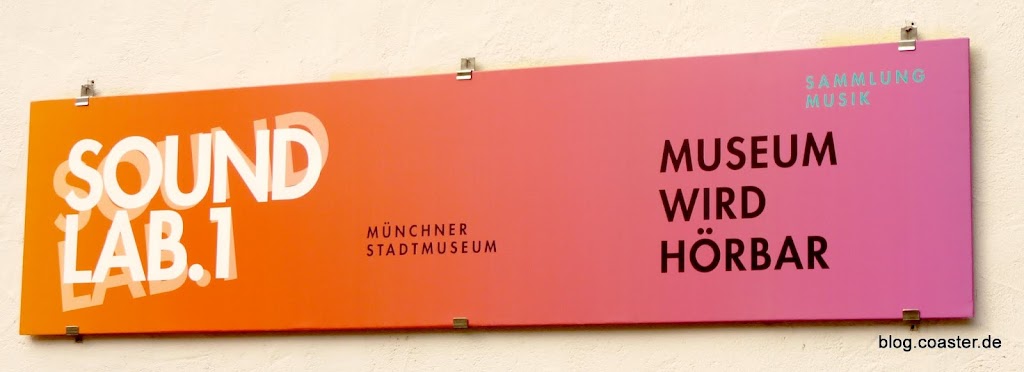 SOUND
LAB.1
MÜNCHNER
STADTMUSEUM
SAMMLUNG
MUSIK
MUSEUM
WIRD
HÖRBAR
blog.coaster.de